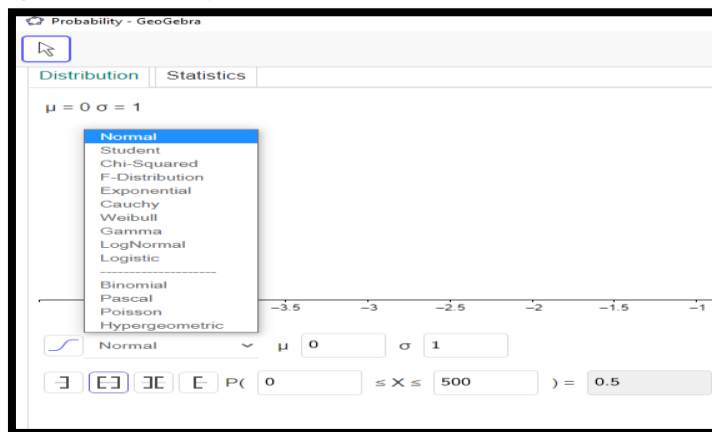 Probability - GeoGebra
Distribution Statistics
μ = 0 σ = 1
Normal
Student
Chi-Squared
F-Distribution
Exponential
Cauchy
Weibull
Gamma
LogNormal
Logistic
--------------------
Binomial
Pascal
Poisson
Hypergeometric
−3.5 −3 −2.5 −2 −1.5 −1
Normal μ 0 σ 1
P( 0 ≤ X ≤ 500 ) = 0.5